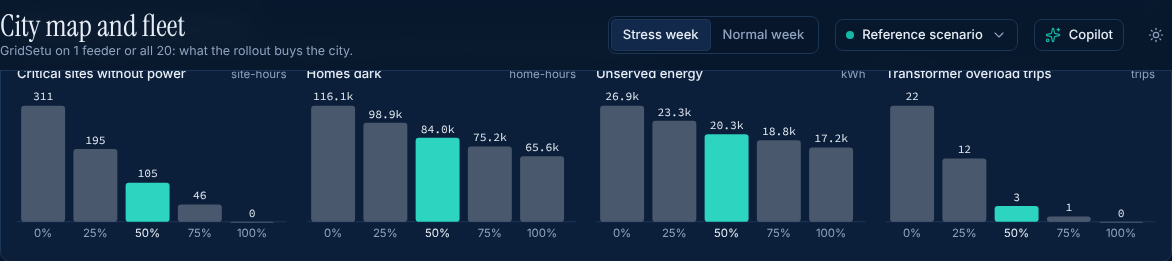 City map and fleet
GridSetu on 1 feeder or all 20: what the rollout buys the city.
Stress week
Normal week
Reference scenario
Copilot
Critical sites without power
site-hours
311
195
105
46
0
0%
25%
50%
75%
100%
Homes dark
home-hours
116.1k
98.9k
84.0k
75.2k
65.6k
0%
25%
50%
75%
100%
Unserved energy
kWh
26.9k
23.3k
20.3k
18.8k
17.2k
0%
25%
50%
75%
100%
Transformer overload trips
trips
22
12
3
1
0
0%
25%
50%
75%
100%